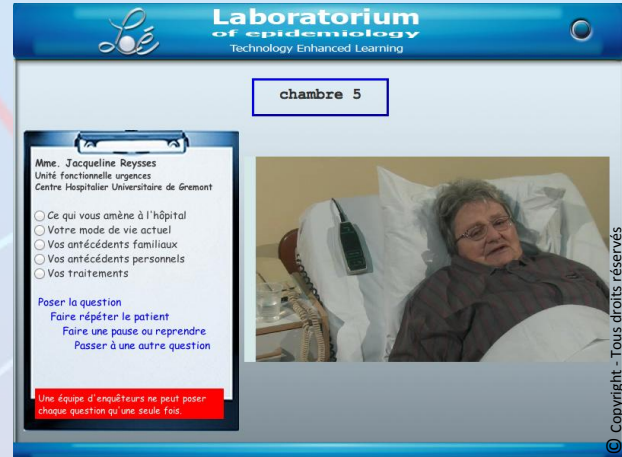 Loé
Laboratorium
of epidemiology
Technology Enhanced Learning
chambre 5
Mme. Jacqueline Reysses
Unité fonctionnelle urgences
Centre Hospitalier Universitaire de Gremont
Ce qui vous amène à l'hôpital
Votre mode de vie actuel
Vos antécédents familiaux
Vos antécédents personnels
Vos traitements
Poser la question
Faire répéter le patient
Faire une pause ou reprendre
Passer à une autre question
Une équipe d'enquêteurs ne peut poser
chaque question qu'une seule fois.
© Copyright - Tous droits réservés